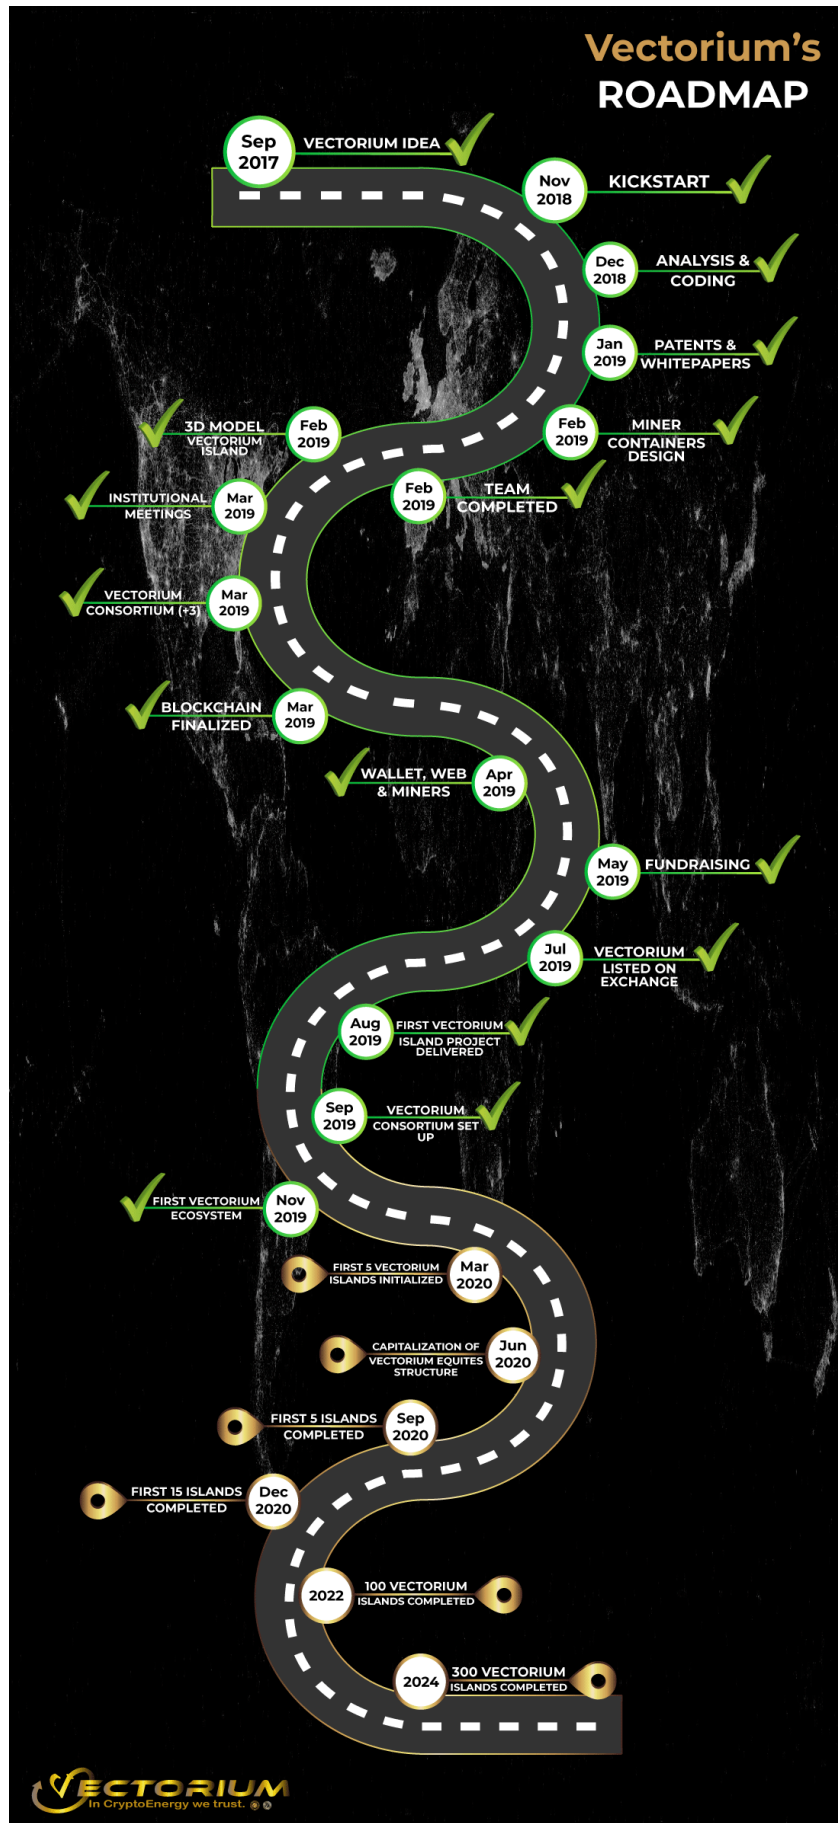 Vectorium's
ROADMAP
Sep
2017
VECTORIUM IDEA
Nov
2018
KICKSTART
Dec
2018
ANALYSIS &
CODING
Jan
2019
PATENTS &
WHITEPAPERS
Feb
2019
MINER
CONTAINERS
DESIGN
3D MODEL
VECTORIUM
ISLAND
Feb
2019
Feb
2019
TEAM
COMPLETED
INSTITUTIONAL
MEETINGS
Mar
2019
VECTORIUM
CONSORTIUM (+3)
Mar
2019
BLOCKCHAIN
FINALIZED
Mar
2019
WALLET, WEB
& MINERS
Apr
2019
May
2019
FUNDRAISING
Jul
2019
VECTORIUM
LISTED ON
EXCHANGE
Aug
2019
FIRST VECTORIUM
ISLAND PROJECT
DELIVERED
Sep
2019
VECTORIUM
CONSORTIUM SET
UP
FIRST VECTORIUM
ECOSYSTEM
Nov
2019
FIRST 5 VECTORIUM
ISLANDS INITIALIZED
Mar
2020
CAPITALIZATION OF
VECTORIUM EQUITES
STRUCTURE
Jun
2020
FIRST 5 ISLANDS
COMPLETED
Sep
2020
FIRST 15 ISLANDS
COMPLETED
Dec
2020
2022
100 VECTORIUM
ISLANDS COMPLETED
2024
300 VECTORIUM
ISLANDS COMPLETED
VECTORIUM
In CryptoEnergy we trust.